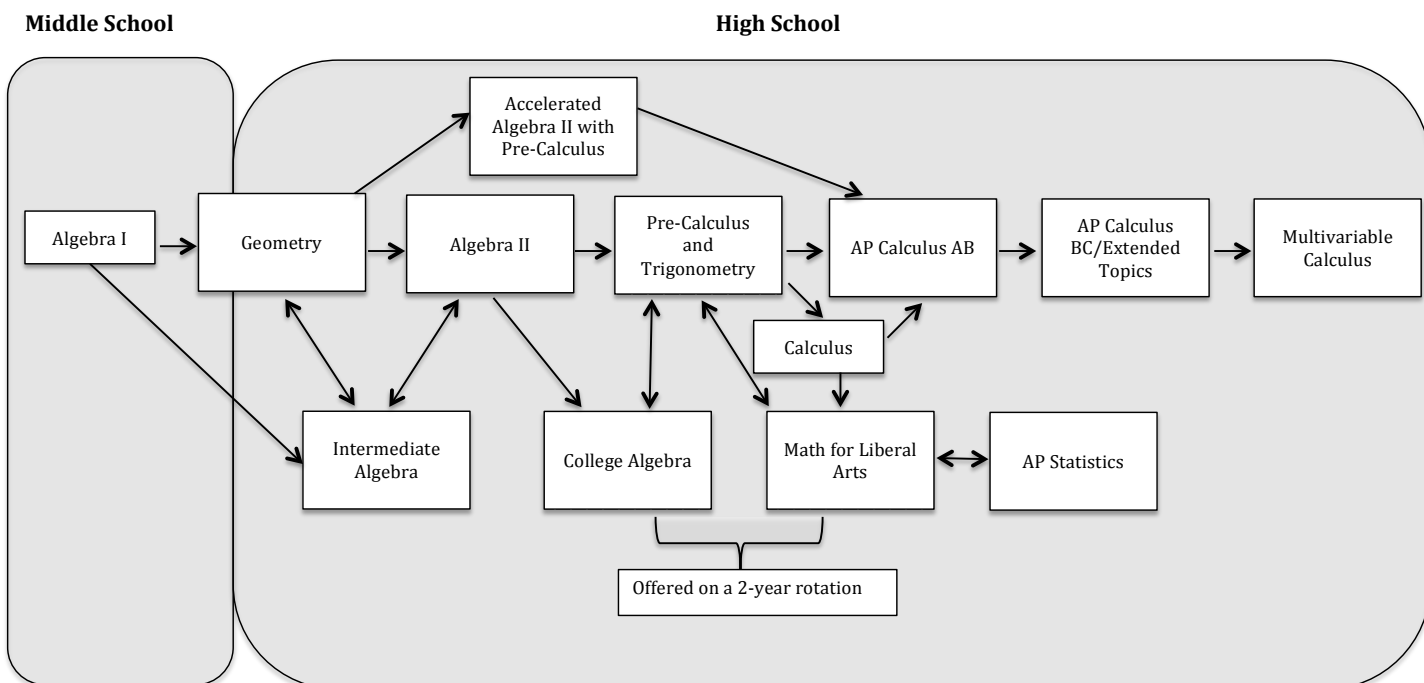 Middle School
High School
Accelerated
Algebra II with
Pre-Calculus
Algebra I
Geometry
Algebra II
Pre-Calculus
and
Trigonometry
AP Calculus AB
AP Calculus
BC/Extended
Topics
Multivariable
Calculus
Calculus
Intermediate
Algebra
College Algebra
Math for Liberal
Arts
AP Statistics
Offered on a 2-year rotation